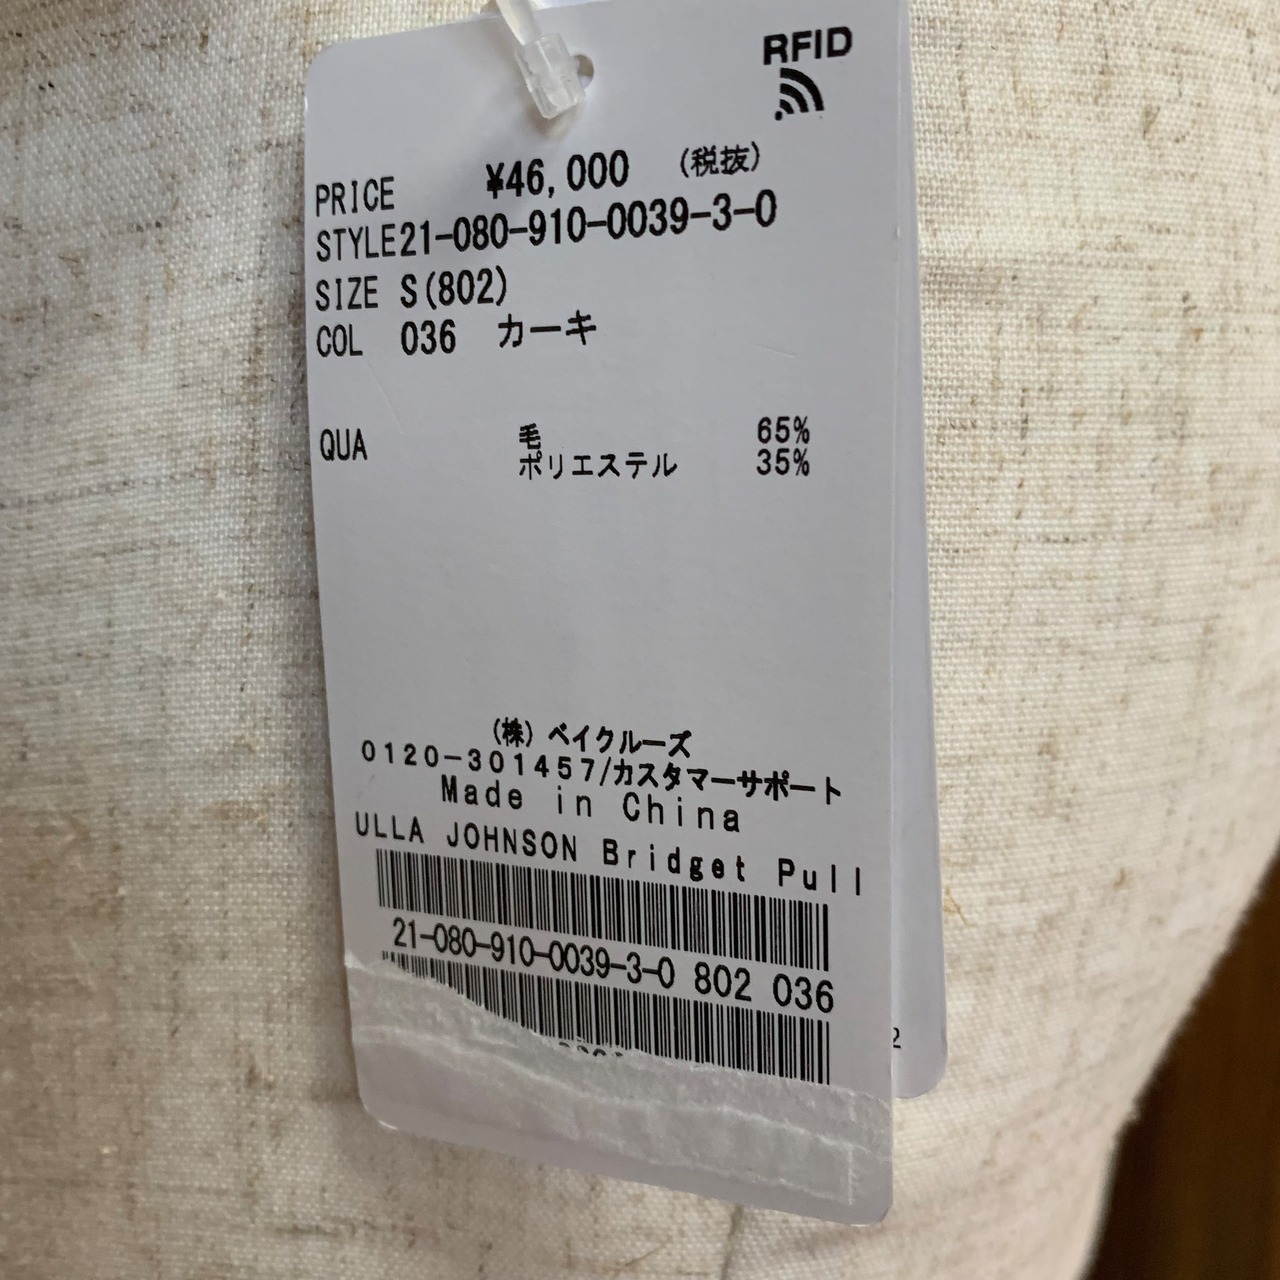 RFID
PRICE ¥46,000 (税抜)
STYLE21-080-910-0039-3-0
SIZE S(802)
COL 036 カーキ
QUA 毛 65%
ポリエステル 35%
(株) ベイクルーズ
0120-301457/カスタマーサポート
Made in China
ULLA JOHNSON Bridget Pull
21-080-910-0039-3-0 802 036
2